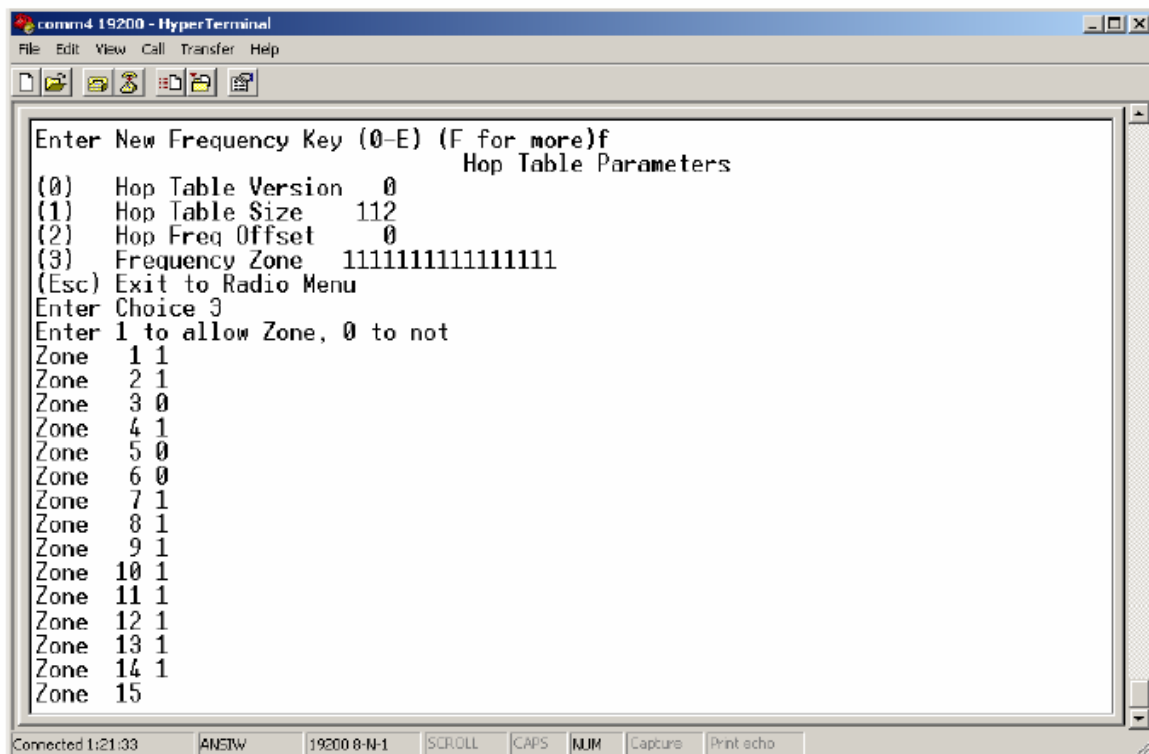 comm4 19200 - HyperTerminal
File Edit View Call Transfer Help
Enter New Frequency Key (0-E) (F for more)f
Hop Table Parameters
(0) Hop Table Version 0
(1) Hop Table Size 112
(2) Hop Freq Offset 0
(3) Frequency Zone 1111111111111111
(Esc) Exit to Radio Menu
Enter Choice 3
Enter 1 to allow Zone, 0 to not
Zone 1 1
Zone 2 1
Zone 3 0
Zone 4 1
Zone 5 0
Zone 6 0
Zone 7 1
Zone 8 1
Zone 9 1
Zone 10 1
Zone 11 1
Zone 12 1
Zone 13 1
Zone 14 1
Zone 15
Connected 1:21:33 ANSIW 19200 8-N-1 SCROLL CAPS NUM Capture Print echo